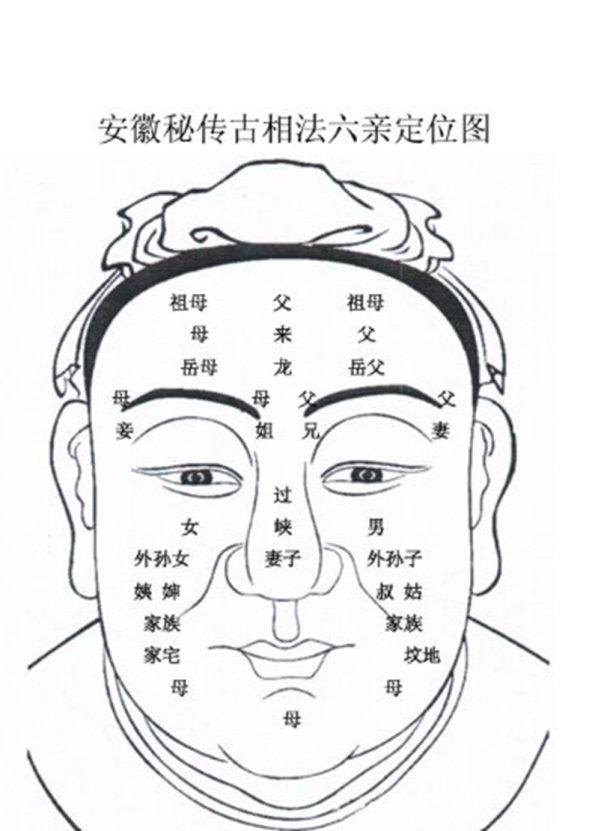 安徽秘传古相法六亲定位图
祖母 父 祖母
母 来 父
岳母 龙 岳父
母 母 父 父
妾 姐 兄 妻
过
女 峡 男
外孙女 妻子 外孙子
姨 婶 叔 姑
家族 家族
家宅 坟地
母 母
母